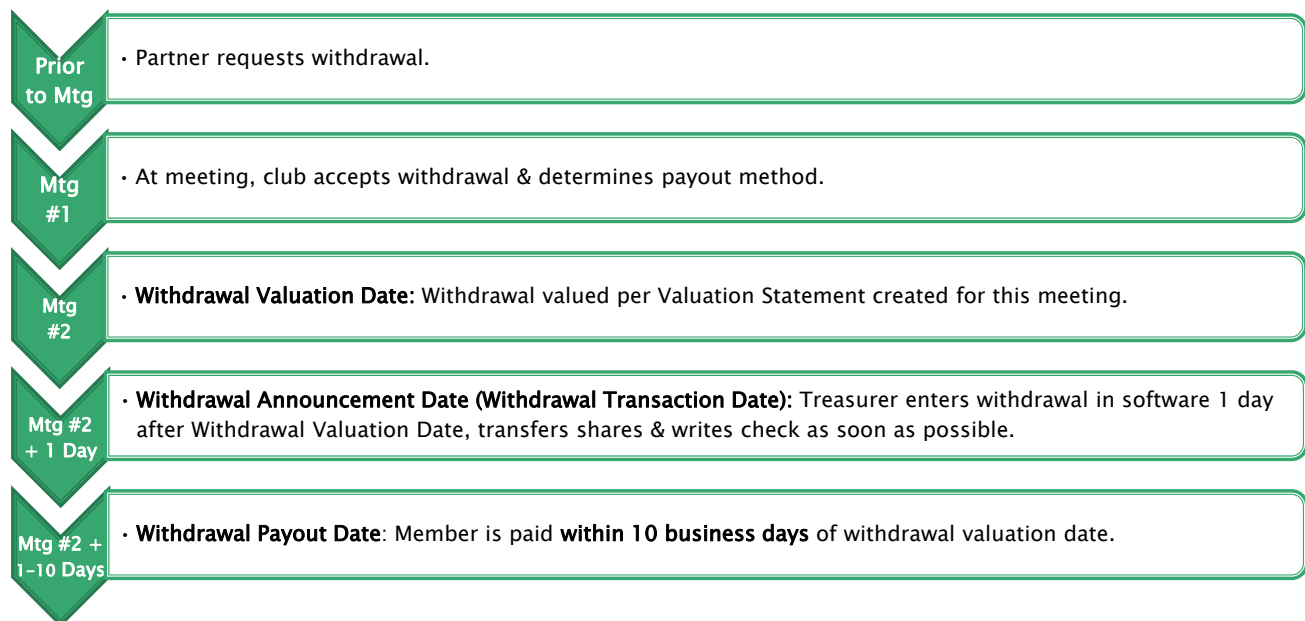 Prior
to Mtg
• Partner requests withdrawal.
Mtg
#1
• At meeting, club accepts withdrawal & determines payout method.
Mtg
#2
• Withdrawal Valuation Date: Withdrawal valued per Valuation Statement created for this meeting.
Mtg #2
+ 1 Day
• Withdrawal Announcement Date (Withdrawal Transaction Date): Treasurer enters withdrawal in software 1 day
after Withdrawal Valuation Date, transfers shares & writes check as soon as possible.
Mtg #2 +
1-10 Days
• Withdrawal Payout Date: Member is paid within 10 business days of withdrawal valuation date.